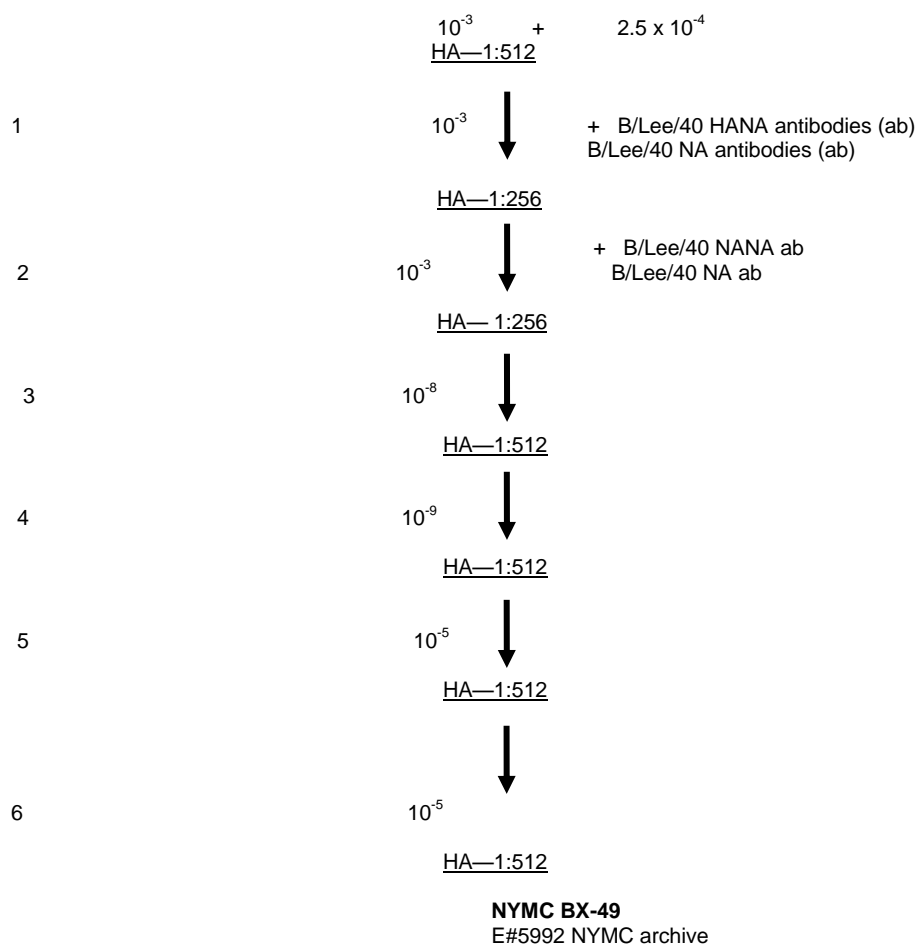 10⁻³ + 2.5 x 10⁻⁴
HA—1:512
1 10⁻³ + B/Lee/40 HANA antibodies (ab)
B/Lee/40 NA antibodies (ab)
HA—1:256
+ B/Lee/40 NANA ab
2 10⁻³ B/Lee/40 NA ab
HA— 1:256
3 10⁻⁸
HA—1:512
4 10⁻⁹
HA—1:512
5 10⁻⁵
HA—1:512
6 10⁻⁵
HA—1:512
NYMC BX-49
E#5992 NYMC archive